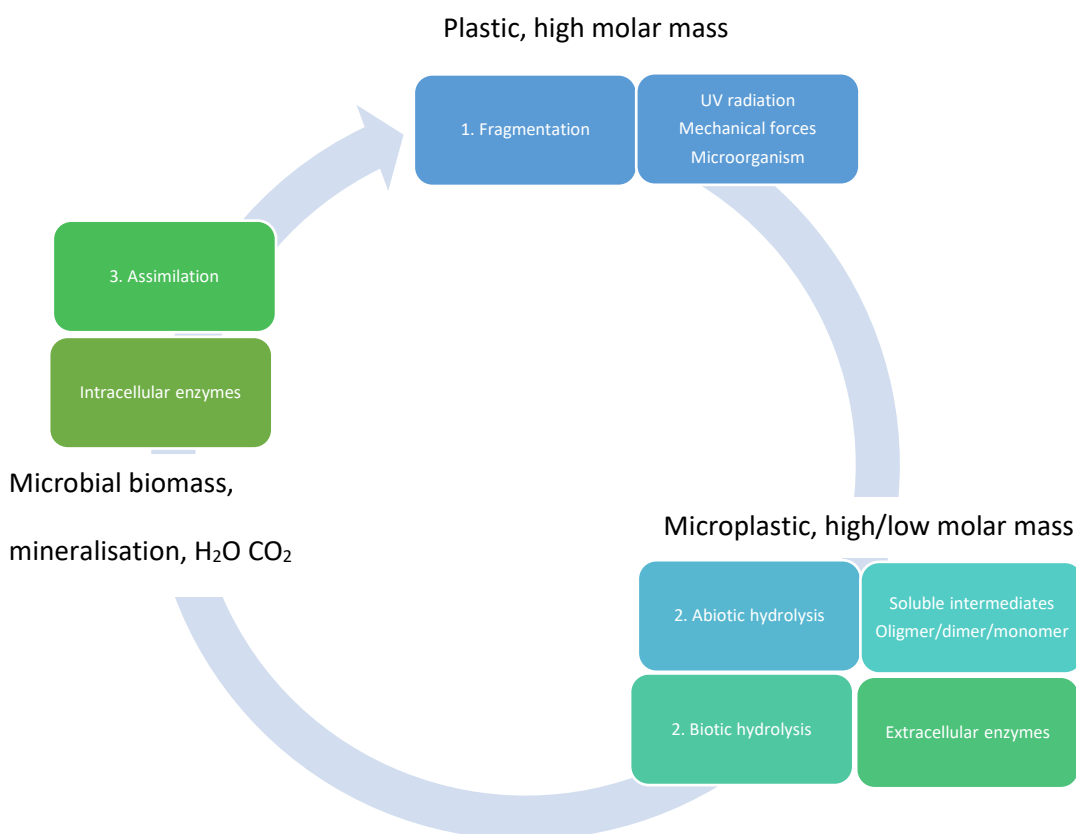 Plastic, high molar mass
1. Fragmentation
UV radiation
Mechanical forces
Microorganism
3. Assimilation
Intracellular enzymes
Microbial biomass,
mineralisation, H₂O CO₂
Microplastic, high/low molar mass
2. Abiotic hydrolysis
Soluble intermediates
Oligmer/dimer/monomer
2. Biotic hydrolysis
Extracellular enzymes